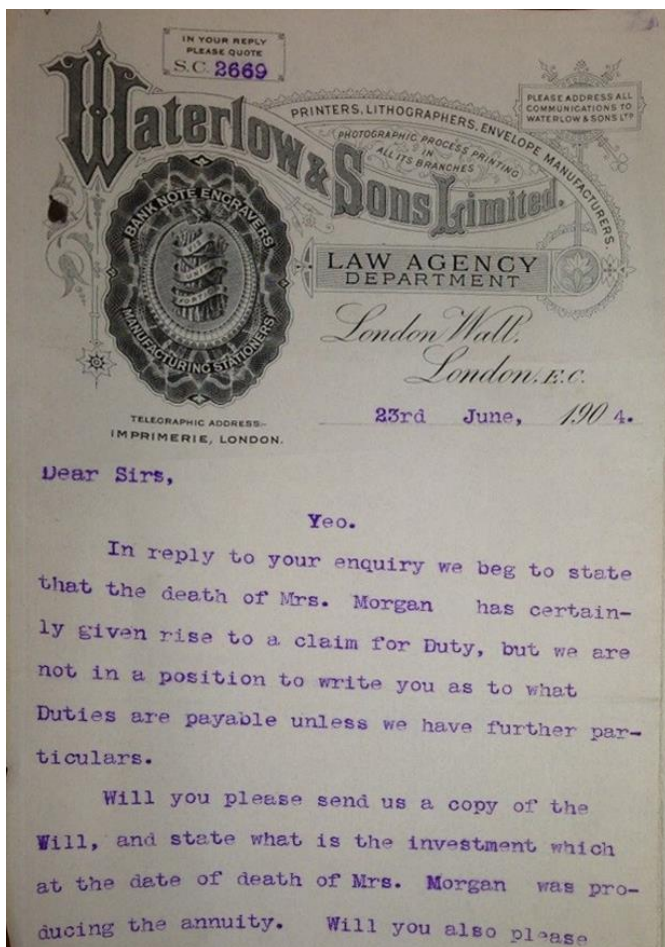 IN YOUR REPLY
PLEASE QUOTE
S.C. 2669
Waterlow & Sons Limited.
PRINTERS, LITHOGRAPHERS, ENVELOPE MANUFACTURERS.
PHOTOGRAPHIC PROCESS PRINTING
IN
ALL ITS BRANCHES
PLEASE ADDRESS ALL
COMMUNICATIONS TO
WATERLOW & SONS LTD
BANK NOTE ENGRAVERS
VIS
UNITA
FORTIOR
MANUFACTURING STATIONERS
LAW AGENCY
DEPARTMENT
London Wall,
London, E.C.
TELEGRAPHIC ADDRESS:-
IMPRIMERIE, LONDON.
23rd June, 1904.
Dear Sirs,
Yeo.
In reply to your enquiry we beg to state
that the death of Mrs. Morgan has certain-
ly given rise to a claim for Duty, but we are
not in a position to write you as to what
Duties are payable unless we have further par-
ticulars.
Will you please send us a copy of the
Will, and state what is the investment which
at the date of death of Mrs. Morgan was pro-
ducing the annuity. Will you also please